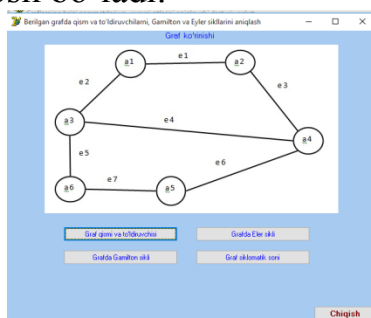 Berilgan grafda qism va to'ldiruvchilarni, Gamilton va Eyler sikllarini aniqlash
Graf ko'rinishi
a1 e1 a2
e2 e3
a3 e4 a4
e5 e6
a6 e7 a5
Graf qismi va to'ldiruvchisi Grafda Eler sikli
Grafda Gamilton sikli Graf siklomatik soni
Chiqish